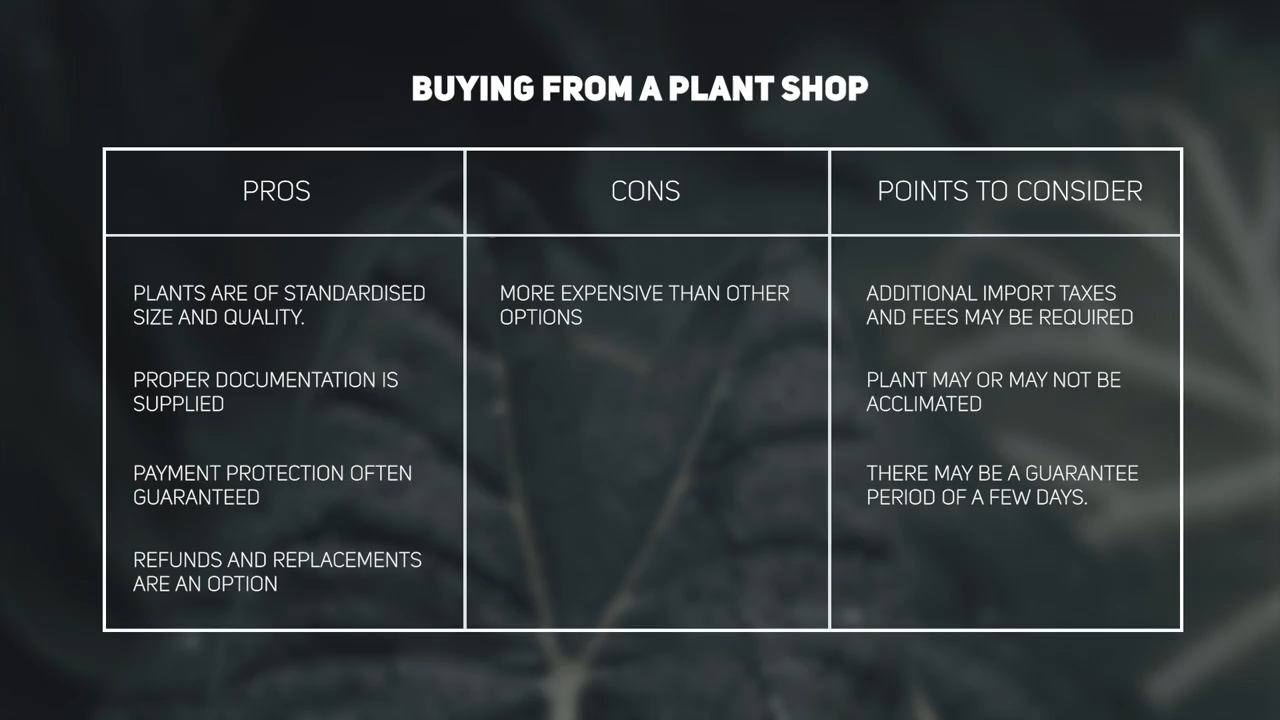 BUYING FROM A PLANT SHOP
PROS
CONS
POINTS TO CONSIDER
PLANTS ARE OF STANDARDISED
SIZE AND QUALITY.
PROPER DOCUMENTATION IS
SUPPLIED
PAYMENT PROTECTION OFTEN
GUARANTEED
REFUNDS AND REPLACEMENTS
ARE AN OPTION
MORE EXPENSIVE THAN OTHER
OPTIONS
ADDITIONAL IMPORT TAXES
AND FEES MAY BE REQUIRED
PLANT MAY OR MAY NOT BE
ACCLIMATED
THERE MAY BE A GUARANTEE
PERIOD OF A FEW DAYS.